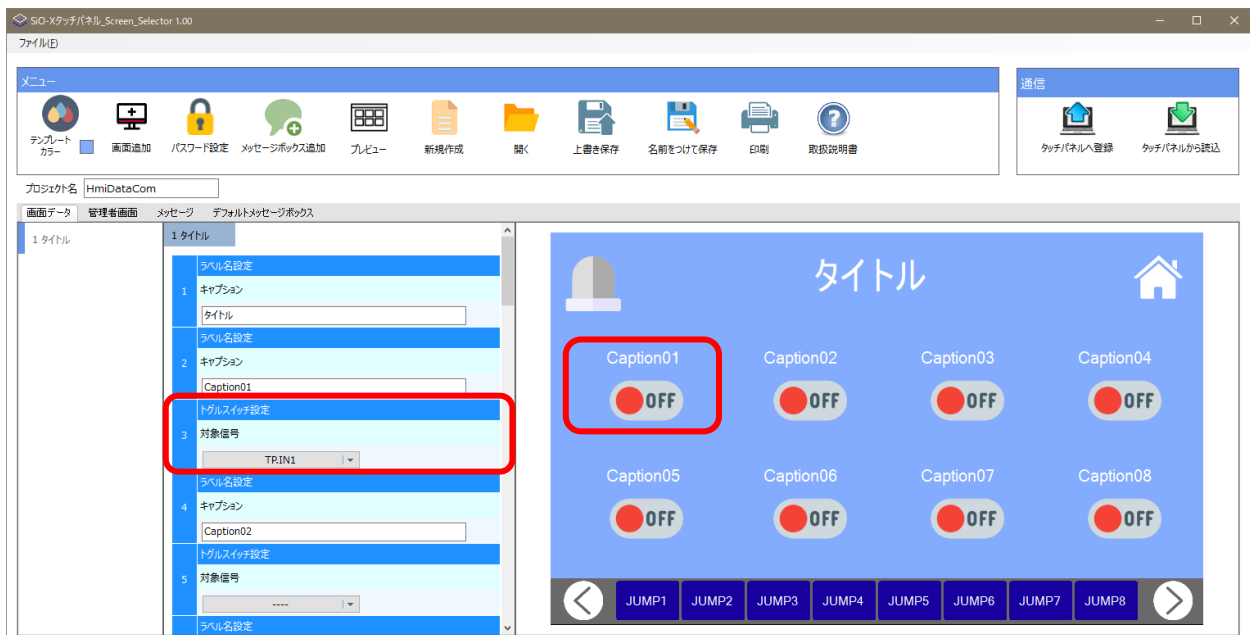 SiO-Xタッチパネル_Screen_Selector 1.00
ファイル(F)
メニュー
通信
テンプレート
カラー
画面追加
パスワード設定
メッセージボックス追加
プレビュー
新規作成
開く
上書き保存
名前をつけて保存
印刷
取扱説明書
タッチパネルへ登録
タッチパネルから読込
プロジェクト名 HmiDataCom
画面データ 管理者画面 メッセージ デフォルトメッセージボックス
1 タイトル
1 タイトル
ラベル名設定
1 キャプション
タイトル
ラベル名設定
2 キャプション
Caption01
トグルスイッチ設定
3 対象信号
TP.IN1
ラベル名設定
4 キャプション
Caption02
トグルスイッチ設定
5 対象信号
----
ラベル名設定
タイトル
Caption01 Caption02 Caption03 Caption04
OFF OFF OFF OFF
Caption05 Caption06 Caption07 Caption08
OFF OFF OFF OFF
JUMP1 JUMP2 JUMP3 JUMP4 JUMP5 JUMP6 JUMP7 JUMP8